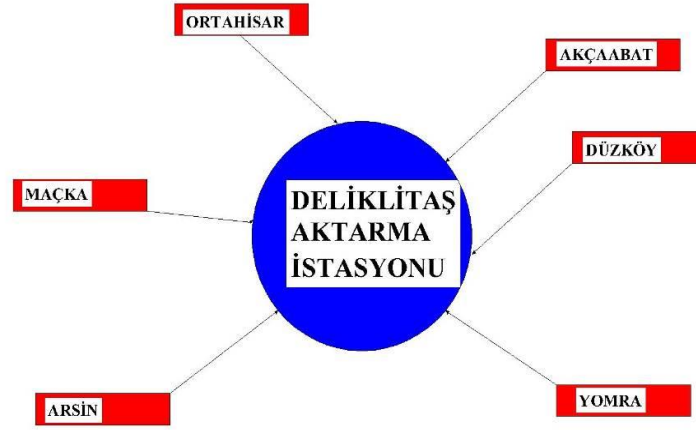 ORTAHİSAR
AKÇAABAT
DÜZKÖY
MAÇKA
DELİKLİTAŞ
AKTARMA
İSTASYONU
ARSİN
YOMRA